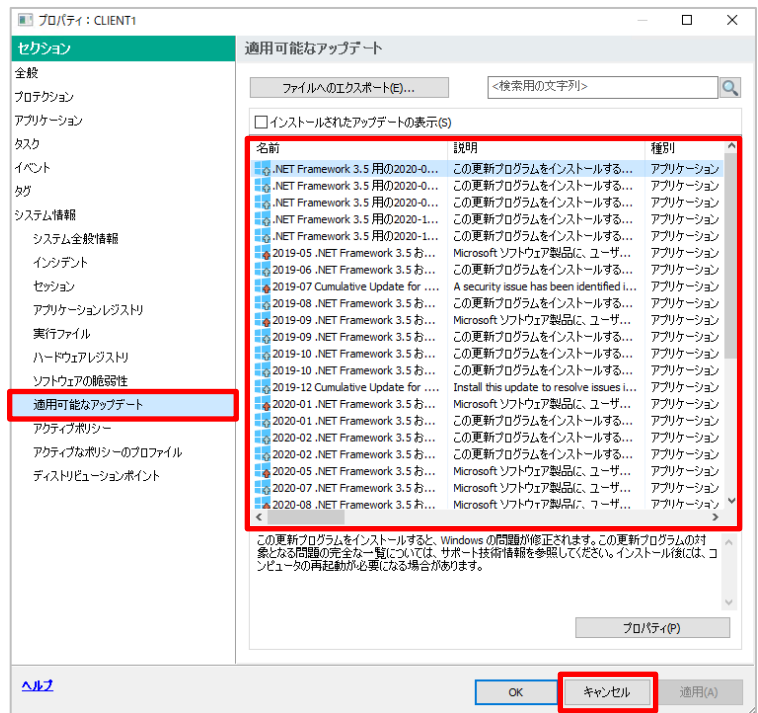 プロパティ：CLIENT1
セクション
全般
プロテクション
アプリケーション
タスク
イベント
タグ
システム情報
システム全般情報
インシデント
セッション
アプリケーションレジストリ
実行ファイル
ハードウェアレジストリ
ソフトウェアの脆弱性
適用可能なアップデート
アクティブポリシー
アクティブなポリシーのプロファイル
ディストリビューションポイント
適用可能なアップデート
ファイルへのエクスポート(E)... <検索用の文字列>
インストールされたアップデートの表示(S)
名前 説明 種別
.NET Framework 3.5 用の2020-0... この更新プログラムをインストールする... アプリケーション
.NET Framework 3.5 用の2020-0... この更新プログラムをインストールする... アプリケーション
.NET Framework 3.5 用の2020-0... この更新プログラムをインストールする... アプリケーション
.NET Framework 3.5 用の2020-1... この更新プログラムをインストールする... アプリケーション
.NET Framework 3.5 用の2020-1... この更新プログラムをインストールする... アプリケーション
2019-05 .NET Framework 3.5 お... Microsoft ソフトウェア製品に、ユーザ... アプリケーション
2019-06 .NET Framework 3.5 お... この更新プログラムをインストールする... アプリケーション
2019-07 Cumulative Update for .... A security issue has been identified i... アプリケーション
2019-08 .NET Framework 3.5 お... この更新プログラムをインストールする... アプリケーション
2019-09 .NET Framework 3.5 お... Microsoft ソフトウェア製品に、ユーザ... アプリケーション
2019-09 .NET Framework 3.5 お... この更新プログラムをインストールする... アプリケーション
2019-10 .NET Framework 3.5 お... この更新プログラムをインストールする... アプリケーション
2019-10 .NET Framework 3.5 お... この更新プログラムをインストールする... アプリケーション
2019-12 Cumulative Update for .... Install this update to resolve issues i... アプリケーション
2020-01 .NET Framework 3.5 お... Microsoft ソフトウェア製品に、ユーザ... アプリケーション
2020-01 .NET Framework 3.5 お... この更新プログラムをインストールする... アプリケーション
2020-02 .NET Framework 3.5 お... この更新プログラムをインストールする... アプリケーション
2020-02 .NET Framework 3.5 お... この更新プログラムをインストールする... アプリケーション
2020-05 .NET Framework 3.5 お... Microsoft ソフトウェア製品に、ユーザ... アプリケーション
2020-07 .NET Framework 3.5 お... Microsoft ソフトウェア製品に、ユーザ... アプリケーション
2020-08 .NET Framework 3.5 お... Microsoft ソフトウェア製品に、ユーザ... アプリケーション
この更新プログラムをインストールすると、Windows の問題が修正されます。この更新プログラムの対
象となる問題の完全な一覧については、サポート技術情報を参照してください。インストール後には、コ
ンピュータの再起動が必要になる場合があります。
プロパティ(P)
ヘルプ
OK キャンセル 適用(A)